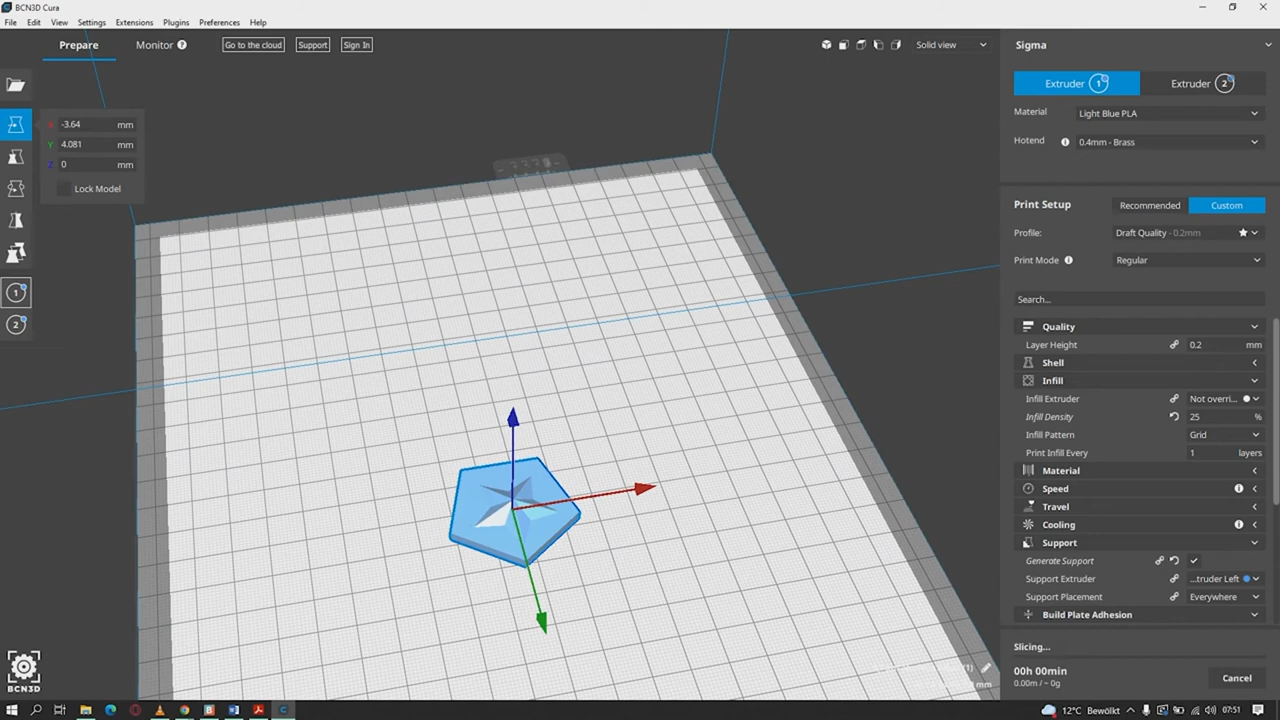 BCN3D Cura
File Edit View Settings Extensions Plugins Preferences Help
Prepare Monitor ? Go to the cloud Support Sign In Solid view Sigma
Extruder 1 Extruder 2
Material Light Blue PLA
Hotend 0.4mm - Brass
X -3.64 mm
Y 4.081 mm
Z 0 mm
Lock Model
Print Setup Recommended Custom
Profile: Draft Quality - 0.2mm
Print Mode Regular
Search...
Quality
Layer Height 0.2 mm
Shell
Infill
Infill Extruder Not overri...
Infill Density 25 %
Infill Pattern Grid
Print Infill Every 1 layers
Material
Speed
Travel
Cooling
Support
Generate Support
Support Extruder ...truder Left
Support Placement Everywhere
Build Plate Adhesion
1
2
Slicing...
00h 00min
0.00m / ~ 0g
Cancel
BCN3D
mm
12°C Bewölkt 07:51